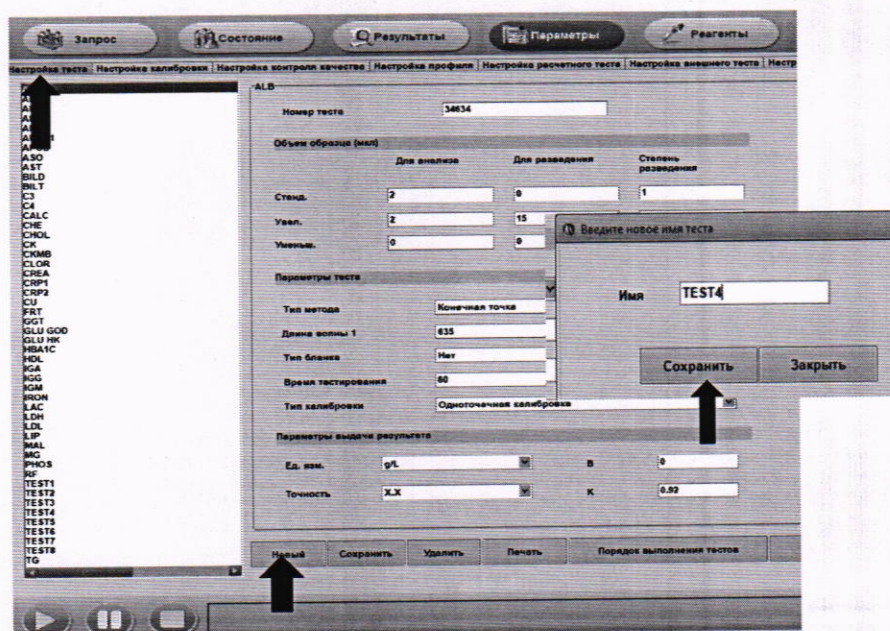 Запрос Состояние Результаты Параметры Реагенты
Настройка теста Настройка калибровки Настройка контроля качества Настройка профиля Настройка расчетного теста Настройка внешнего теста Настр
ASO
AST
BILD
BILT
C3
C4
CALC
CHE
CHOL
CK
CKMB
CLOR
CREA
CRP1
CRP2
CU
FRT
GGT
GLU GOD
GLU HK
HBA1C
HDL
IGA
IGG
IGM
IRON
LAC
LDH
LDL
LIP
MAL
MG
PHOS
RF
TEST1
TEST2
TEST3
TEST4
TEST5
TEST6
TEST7
TEST8
TG
ALB
Номер теста 34634
Объем образца (мкл)
Для анализа Для разведения Степень разведения
Станд. 2 0 1
Увел. 2 15
Уменьш. 0 0
Параметры теста
Тип метода Конечная точка
Длина волны 1 635
Тип бланка Нет
Время тестирования 60
Тип калибровки Одноточечная калибровка
Параметры выдачи результата
Ед. изм. g/L B 0
Точность X.X K 0.92
Новый Сохранить Удалить Печать Порядок выполнения тестов
Введите новое имя теста
Имя TEST4
Сохранить Закрыть